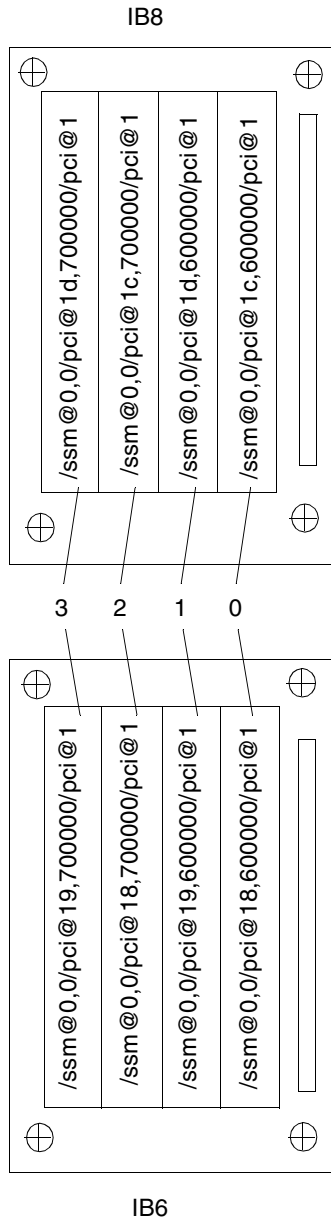 IB8
/ssm@0,0/pci@1d,700000/pci@1
/ssm@0,0/pci@1c,700000/pci@1
/ssm@0,0/pci@1d,600000/pci@1
/ssm@0,0/pci@1c,600000/pci@1
3 2 1 0
/ssm@0,0/pci@19,700000/pci@1
/ssm@0,0/pci@18,700000/pci@1
/ssm@0,0/pci@19,600000/pci@1
/ssm@0,0/pci@18,600000/pci@1
IB6